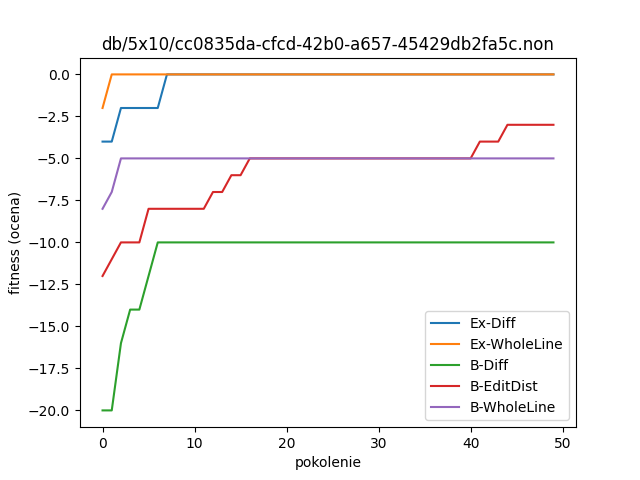 db/5x10/cc0835da-cfcd-42b0-a657-45429db2fa5c.non
0.0
−2.5
−5.0
−7.5
−10.0
−12.5
−15.0
−17.5
−20.0
fitness (ocena)
Ex-Diff
Ex-WholeLine
B-Diff
B-EditDist
B-WholeLine
0 10 20 30 40 50
pokolenie